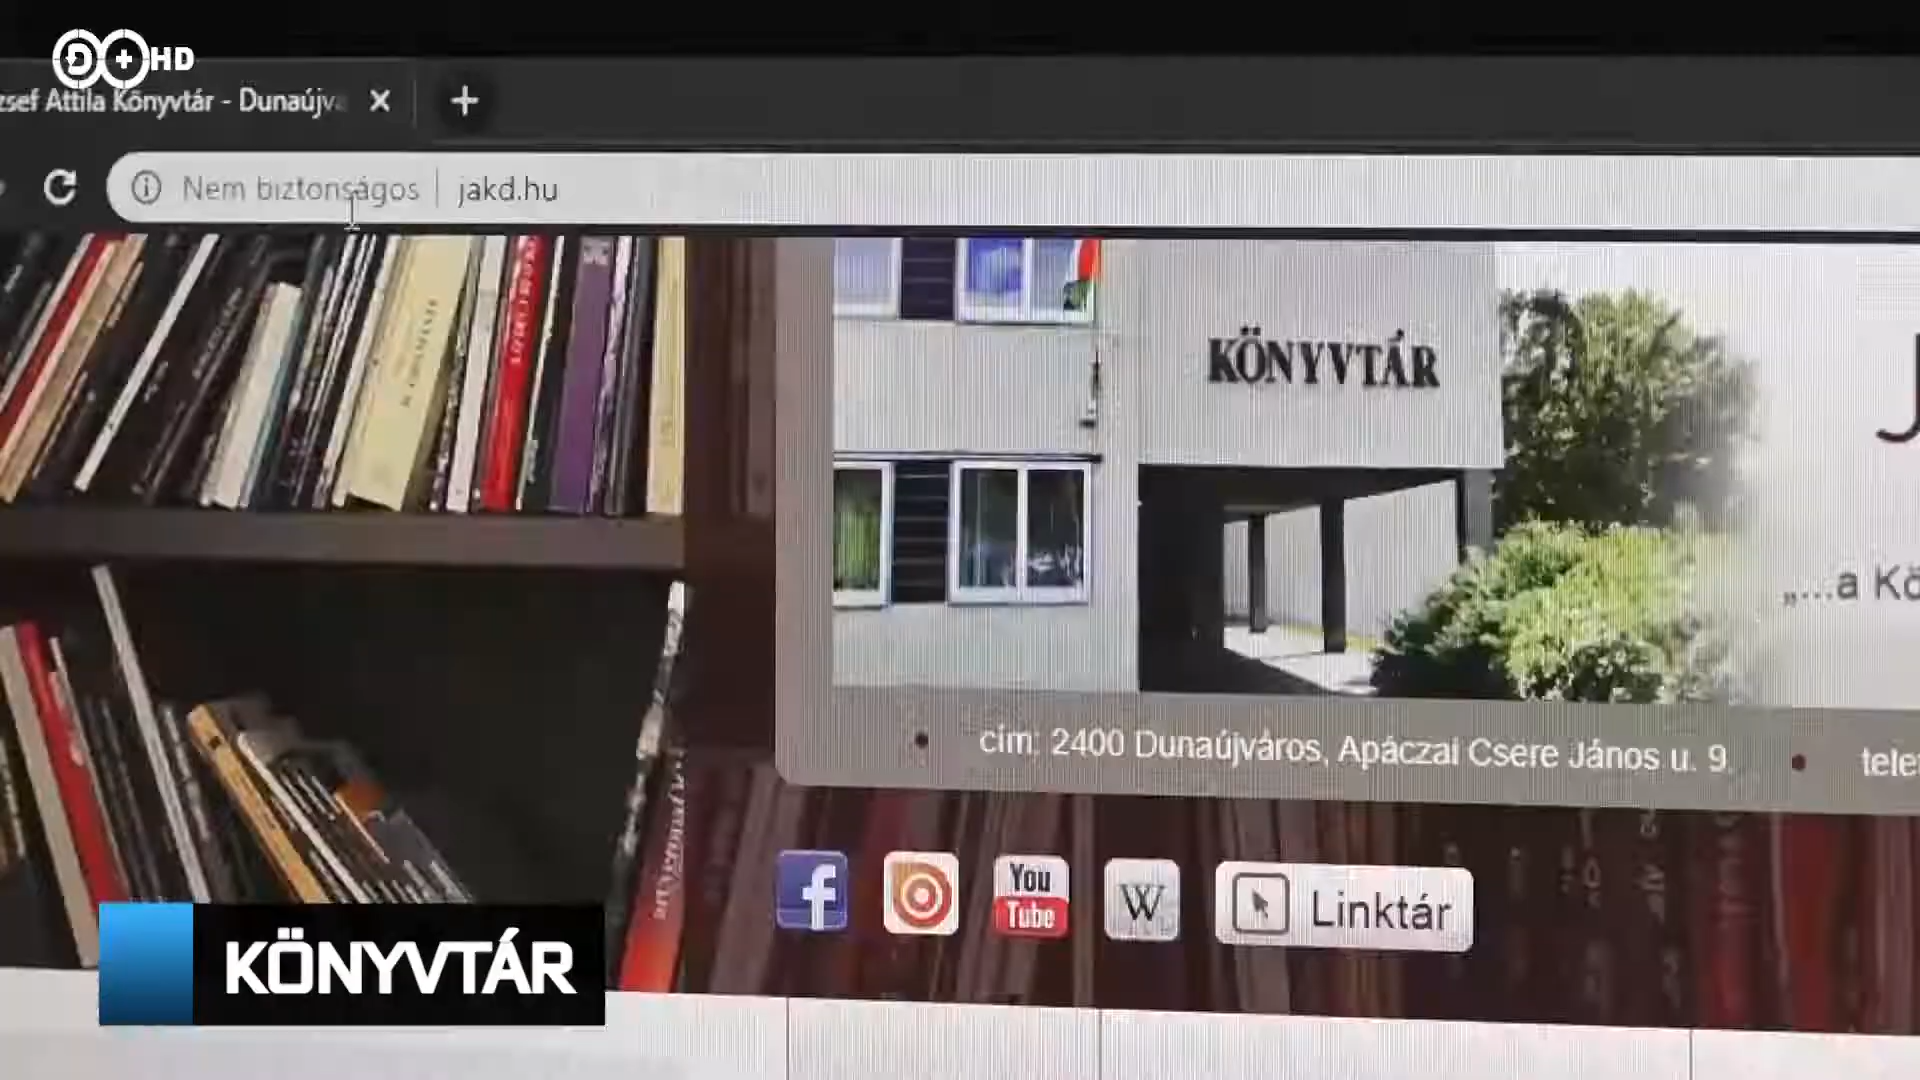 D+HD
zsef Attila Könyvtár - Dunaújv
Nem biztonságos
jakd.hu
KÖNYVTÁR
J
„...a Kö
cím: 2400 Dunaújváros, Apáczai Csere János u. 9.
tele
f
You
Tube
W
Linktár
KÖNYVTÁR